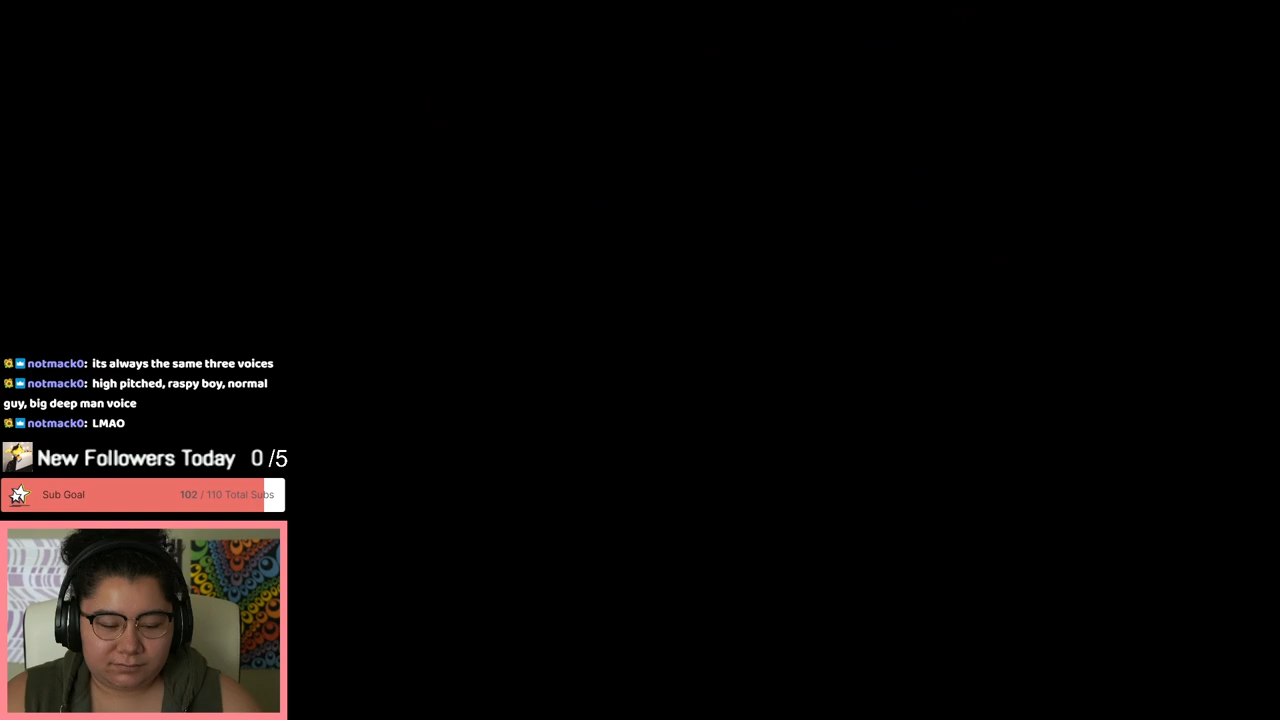 notmack0: its always the same three voices
notmack0: high pitched, raspy boy, normal
guy, big deep man voice
notmack0: LMAO
New Followers Today 0 /5
Sub Goal 102 / 110 Total Subs